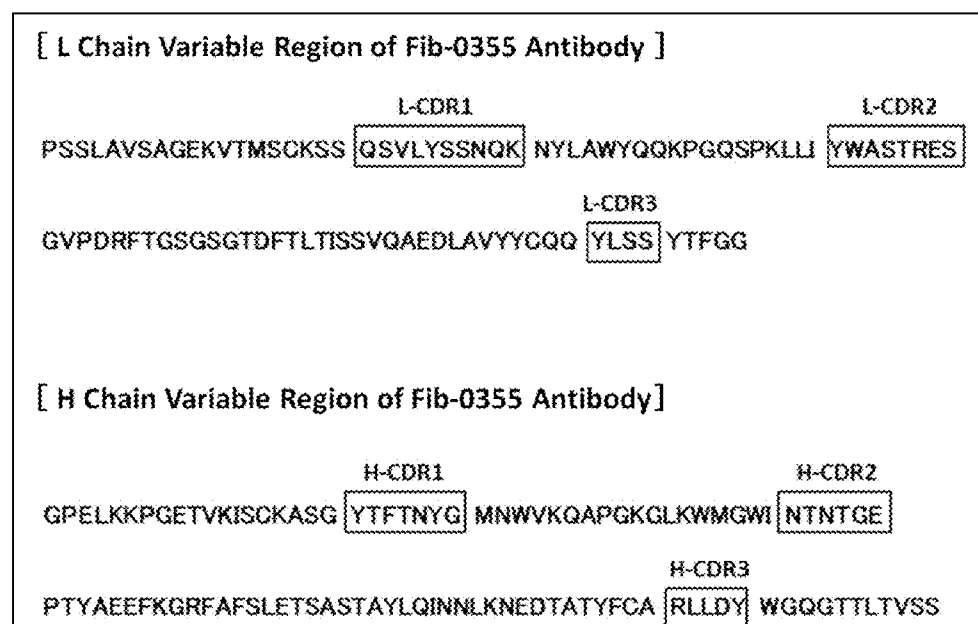 [ L Chain Variable Region of Fib-0355 Antibody ]
L-CDR1 L-CDR2
PSSLAVSAGEKVTMSCKSS QSVLYSSNQK NYLAWYQQKPGQSPKLLI YWASTRES
L-CDR3
GVPDRFTGSGSGTDFTLTISSVQAEDLAVYYCQQ YLSS YTFGG
[ H Chain Variable Region of Fib-0355 Antibody]
H-CDR1 H-CDR2
GPELKKPGETVKISCKASG YTFTNYG MNWVKQAPGKGLKWMGWI NTNTGE
H-CDR3
PTYAEEFKGRFAFSLETSASTAYLQINNLKNEDTATYFCA RLLDY WGQGTTLTVSS